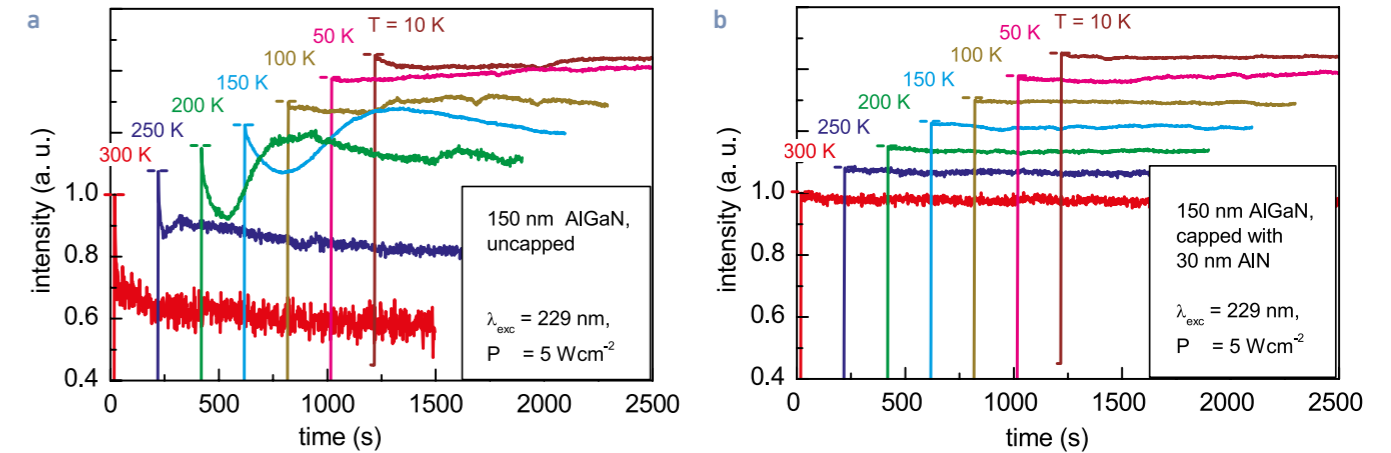 a
T = 10 K
50 K
100 K
150 K
200 K
250 K
300 K
1.0
0.8
0.6
0.4
intensity (a. u.)
150 nm AlGaN,
uncapped
λexc = 229 nm,
P = 5 Wcm-2
0 500 1000 1500 2000 2500
time (s)
b
T = 10 K
50 K
100 K
150 K
200 K
250 K
300 K
1.0
0.8
0.6
0.4
intensity (a. u.)
150 nm AlGaN,
capped with
30 nm AlN
λexc = 229 nm,
P = 5 Wcm-2
0 500 1000 1500 2000 2500
time (s)